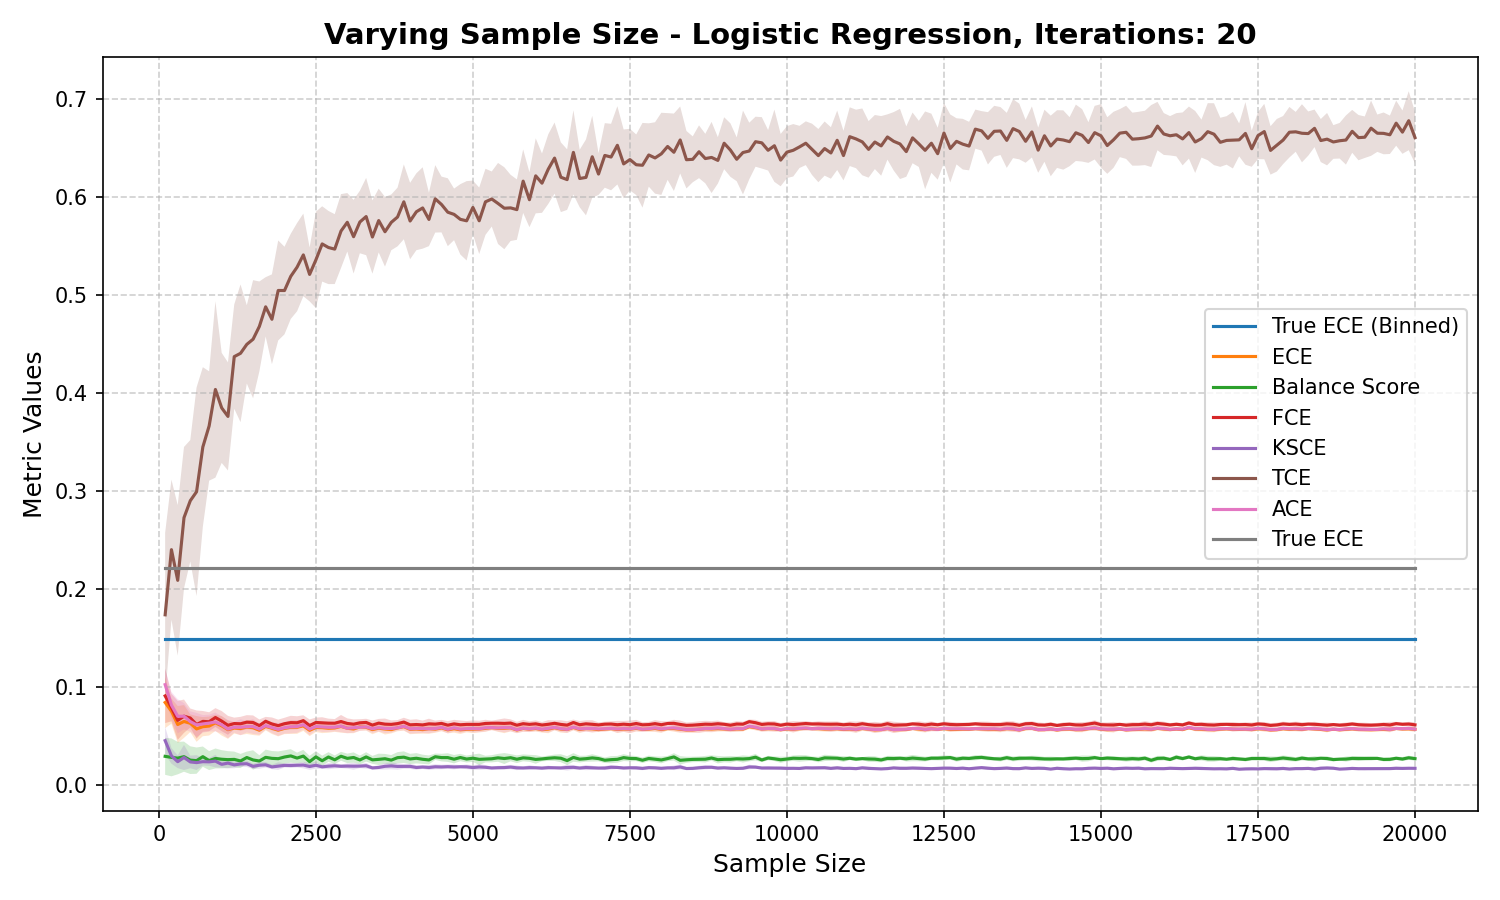 Varying Sample Size - Logistic Regression, Iterations: 20
Metric Values
0.7
0.6
0.5
0.4
0.3
0.2
0.1
0.0
True ECE (Binned)
ECE
Balance Score
FCE
KSCE
TCE
ACE
True ECE
0 2500 5000 7500 10000 12500 15000 17500 20000
Sample Size